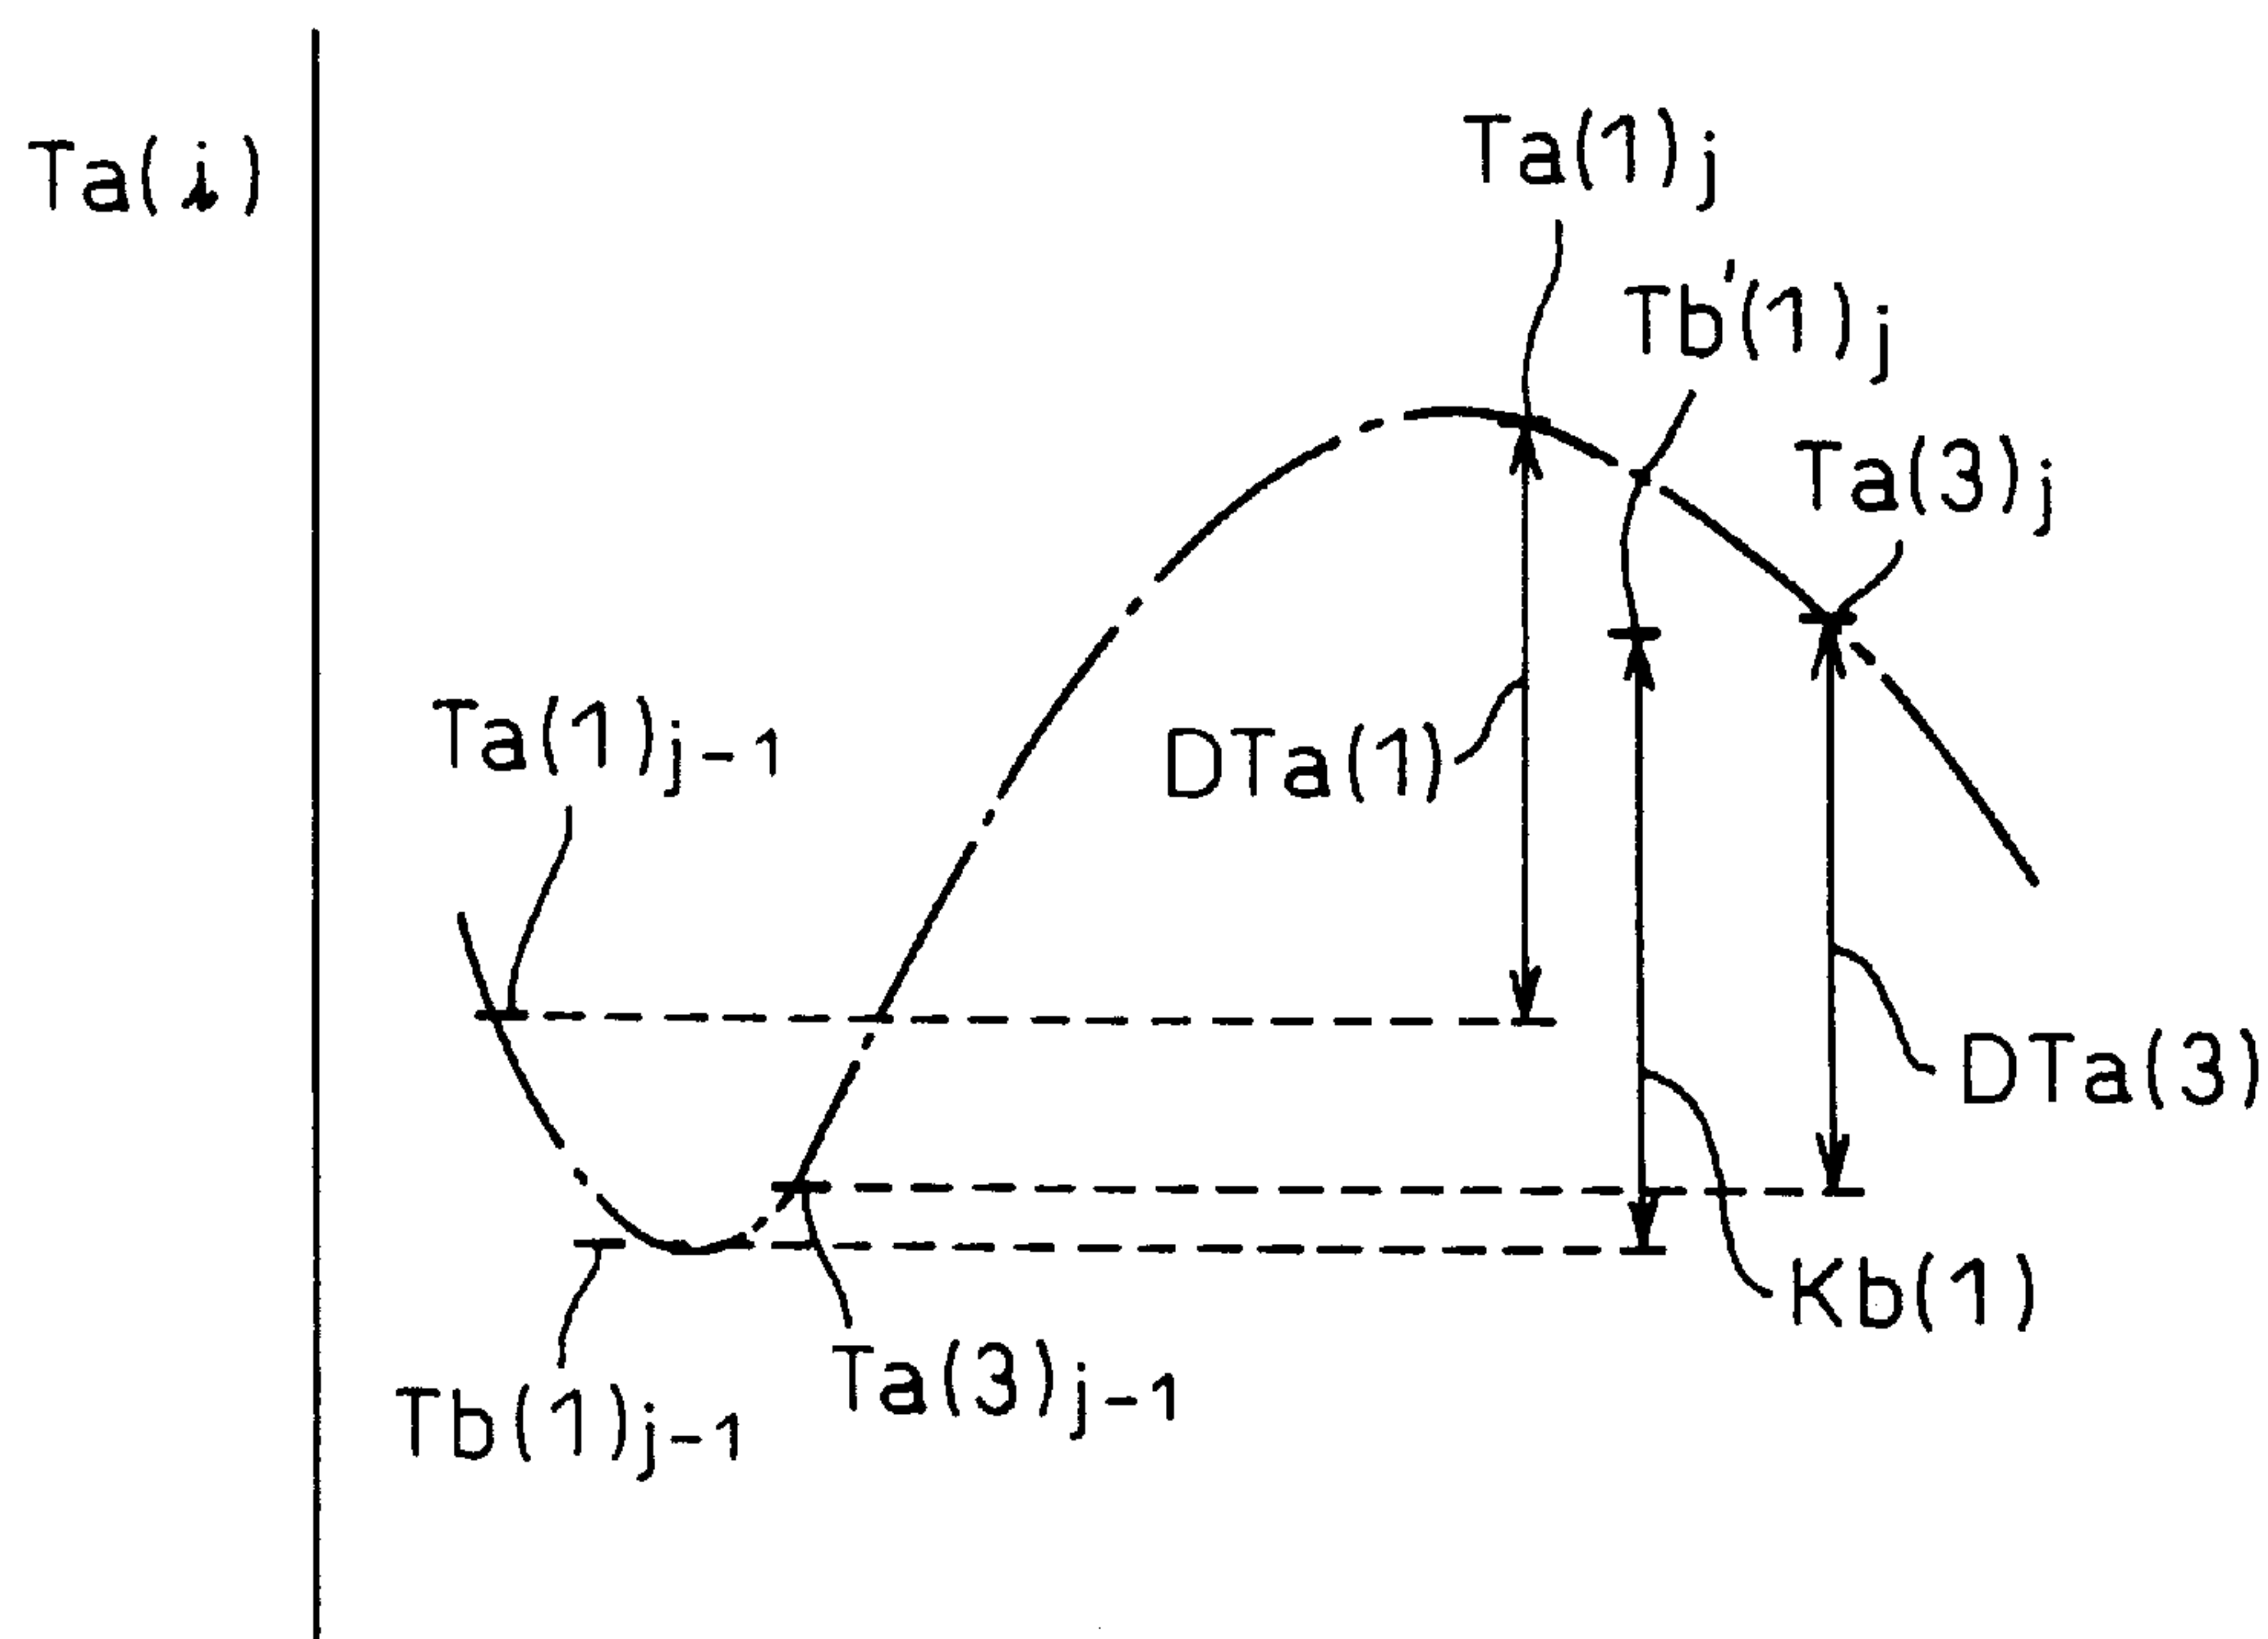 Ta(1)j
Ta(i)
Tb'(1)j
Ta(3)j
Ta(1)j-1
DTa(1)
DTa(3)
Kb(1)
Ta(3)j-1
Tb(1)j-1